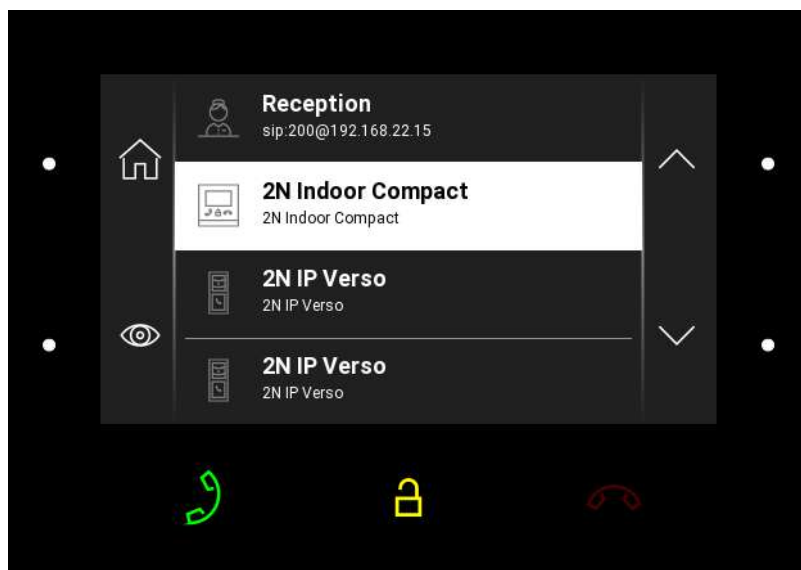 Reception
sip:200@192.168.22.15
2N Indoor Compact
2N Indoor Compact
2N IP Verso
2N IP Verso
2N IP Verso
2N IP Verso